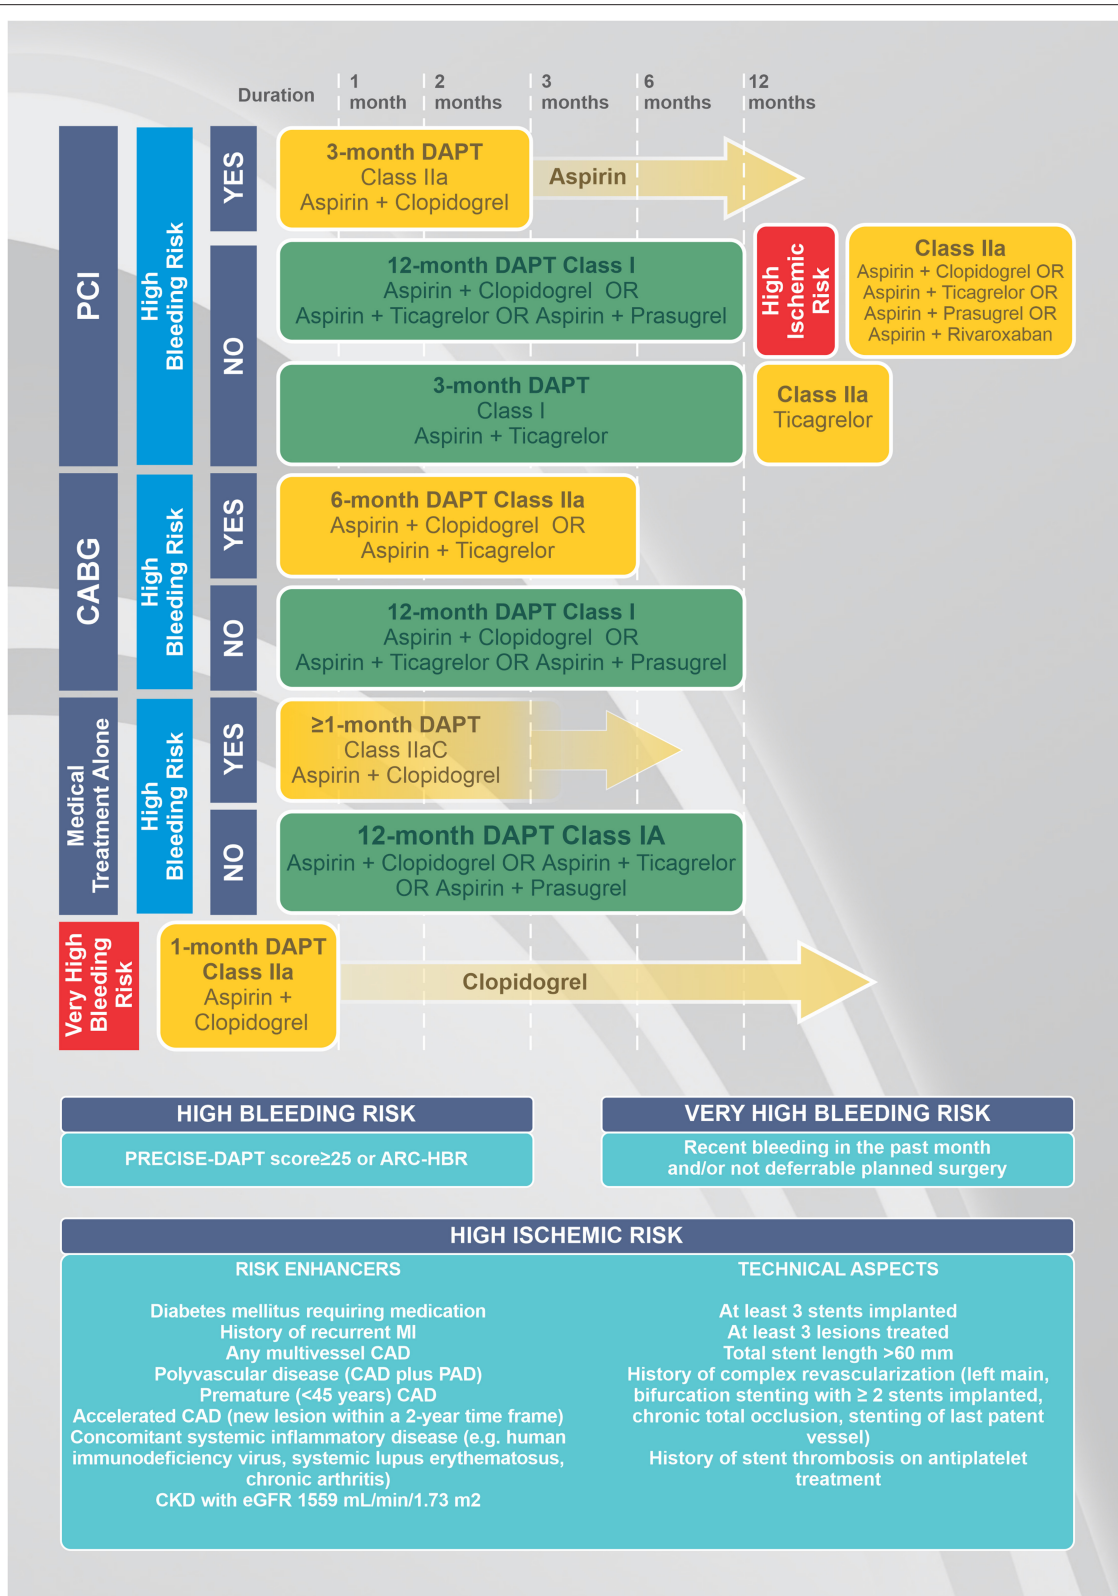 Duration
1
month
2
months
3
months
6
months
12
months
PCI
High
Bleeding Risk
YES
3-month DAPT
Class IIa
Aspirin + Clopidogrel
Aspirin
NO
12-month DAPT Class I
Aspirin + Clopidogrel OR
Aspirin + Ticagrelor OR Aspirin + Prasugrel
High
Ischemic
Risk
Class IIa
Aspirin + Clopidogrel OR
Aspirin + Ticagrelor OR
Aspirin + Prasugrel OR
Aspirin + Rivaroxaban
3-month DAPT
Class I
Aspirin + Ticagrelor
Class IIa
Ticagrelor
CABG
High
Bleeding Risk
YES
6-month DAPT Class IIa
Aspirin + Clopidogrel OR
Aspirin + Ticagrelor
NO
12-month DAPT Class I
Aspirin + Clopidogrel OR
Aspirin + Ticagrelor OR Aspirin + Prasugrel
Medical
Treatment Alone
High
Bleeding Risk
YES
≥1-month DAPT
Class IIaC
Aspirin + Clopidogrel
NO
12-month DAPT Class IA
Aspirin + Clopidogrel OR Aspirin + Ticagrelor
OR Aspirin + Prasugrel
Very High
Bleeding
Risk
1-month DAPT
Class IIa
Aspirin +
Clopidogrel
Clopidogrel
HIGH BLEEDING RISK
PRECISE-DAPT score≥25 or ARC-HBR
VERY HIGH BLEEDING RISK
Recent bleeding in the past month
and/or not deferrable planned surgery
HIGH ISCHEMIC RISK
RISK ENHANCERS
Diabetes mellitus requiring medication
History of recurrent MI
Any multivessel CAD
Polyvascular disease (CAD plus PAD)
Premature (<45 years) CAD
Accelerated CAD (new lesion within a 2-year time frame)
Concomitant systemic inflammatory disease (e.g. human
immunodeficiency virus, systemic lupus erythematosus,
chronic arthritis)
CKD with eGFR 1559 mL/min/1.73 m2
TECHNICAL ASPECTS
At least 3 stents implanted
At least 3 lesions treated
Total stent length >60 mm
History of complex revascularization (left main,
bifurcation stenting with ≥ 2 stents implanted,
chronic total occlusion, stenting of last patent
vessel)
History of stent thrombosis on antiplatelet
treatment